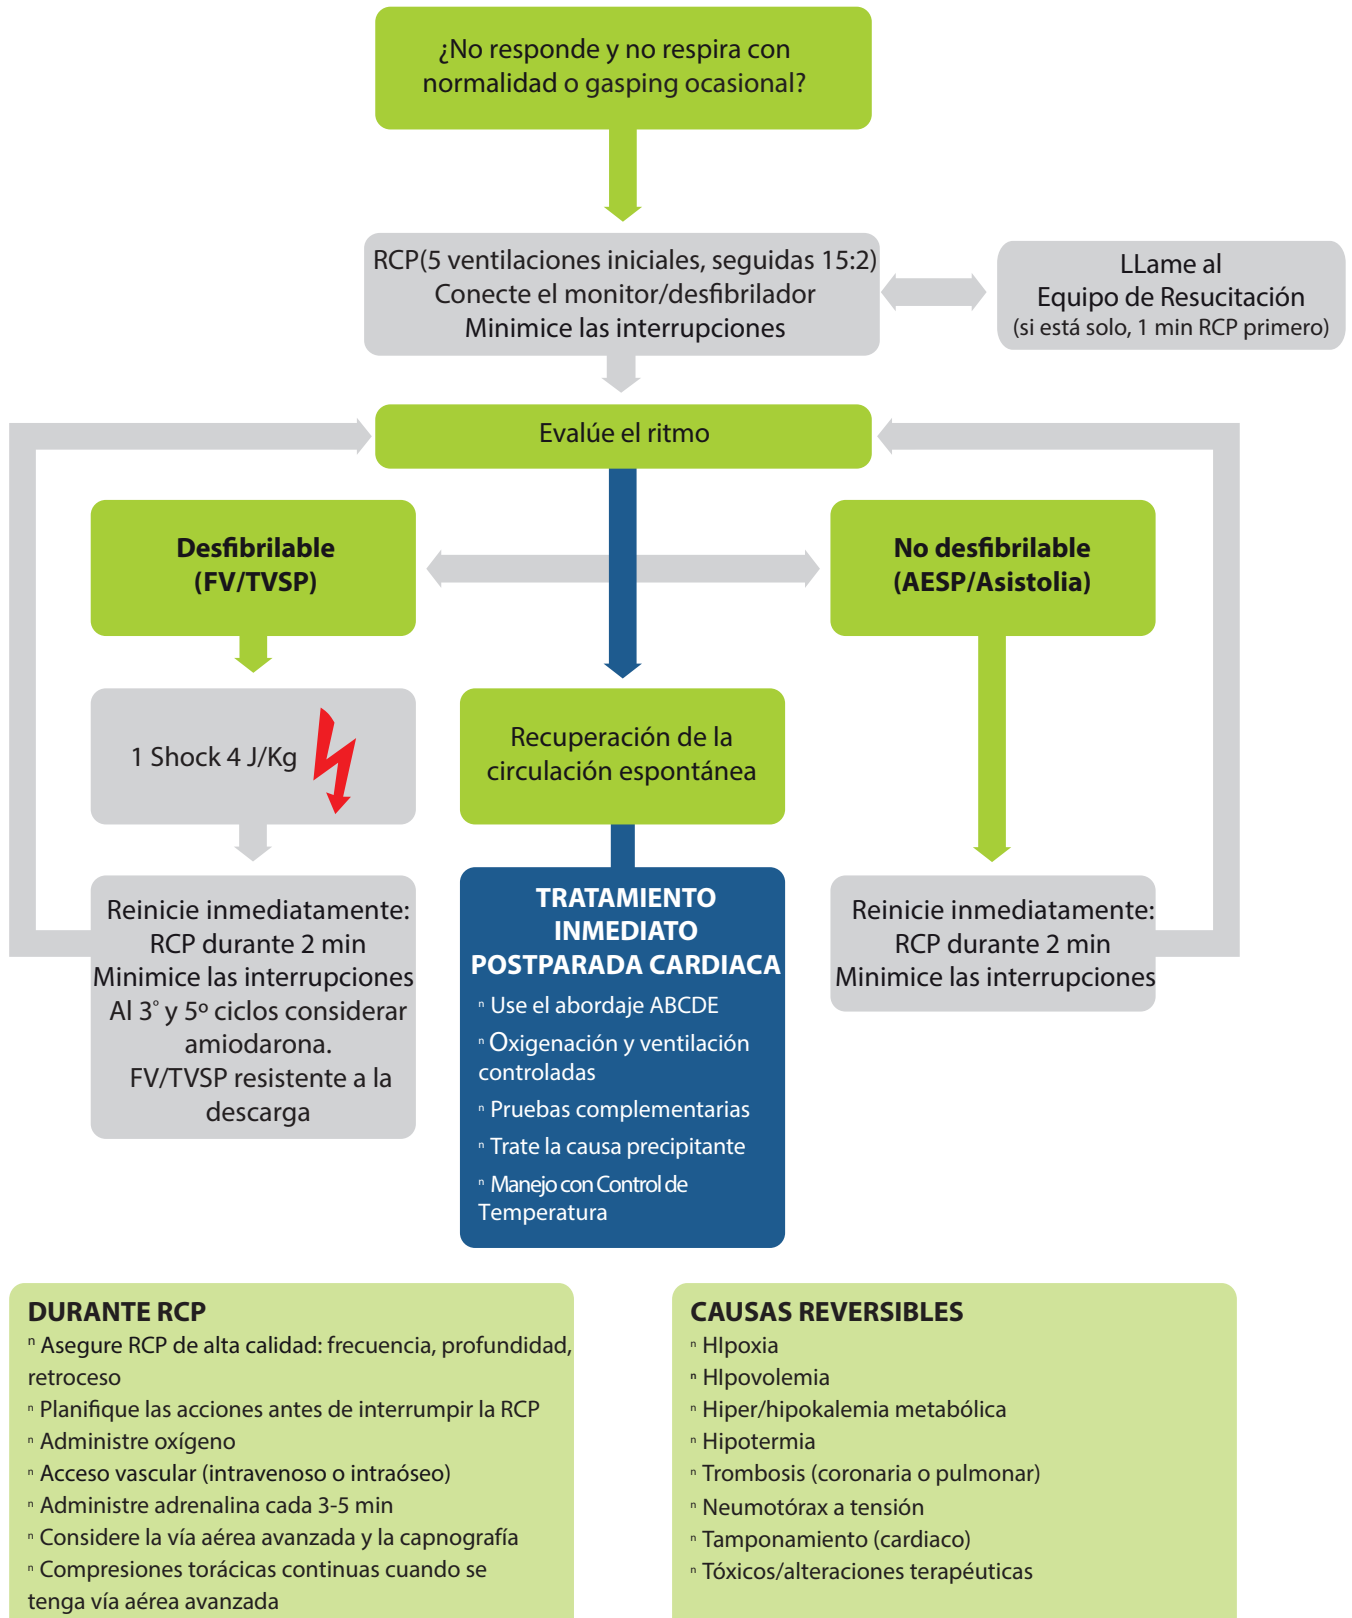 ¿No responde y no respira con
normalidad o gasping ocasional?
RCP(5 ventilaciones iniciales, seguidas 15:2)
Conecte el monitor/desfibrilador
Minimice las interrupciones
LLame al
Equipo de Resucitación
(si está solo, 1 min RCP primero)
Evalúe el ritmo
Desfibrilable
(FV/TVSP)
No desfibrilable
(AESP/Asistolia)
1 Shock 4 J/Kg
Recuperación de la
circulación espontánea
Reinicie inmediatamente:
RCP durante 2 min
Minimice las interrupciones
Al 3° y 5º ciclos considerar
amiodarona.
FV/TVSP resistente a la
descarga
TRATAMIENTO
INMEDIATO
POSTPARADA CARDIACA
ⁿ Use el abordaje ABCDE
ⁿ Oxigenación y ventilación
controladas
ⁿ Pruebas complementarias
ⁿ Trate la causa precipitante
ⁿ Manejo con Control de
Temperatura
Reinicie inmediatamente:
RCP durante 2 min
Minimice las interrupciones
DURANTE RCP
ⁿ Asegure RCP de alta calidad: frecuencia, profundidad,
retroceso
ⁿ Planifique las acciones antes de interrumpir la RCP
ⁿ Administre oxígeno
ⁿ Acceso vascular (intravenoso o intraóseo)
ⁿ Administre adrenalina cada 3-5 min
ⁿ Considere la vía aérea avanzada y la capnografía
ⁿ Compresiones torácicas continuas cuando se
tenga vía aérea avanzada
CAUSAS REVERSIBLES
ⁿ HIpoxia
ⁿ HIpovolemia
ⁿ Hiper/hipokalemia metabólica
ⁿ Hipotermia
ⁿ Trombosis (coronaria o pulmonar)
ⁿ Neumotórax a tensión
ⁿ Tamponamiento (cardiaco)
ⁿ Tóxicos/alteraciones terapéuticas